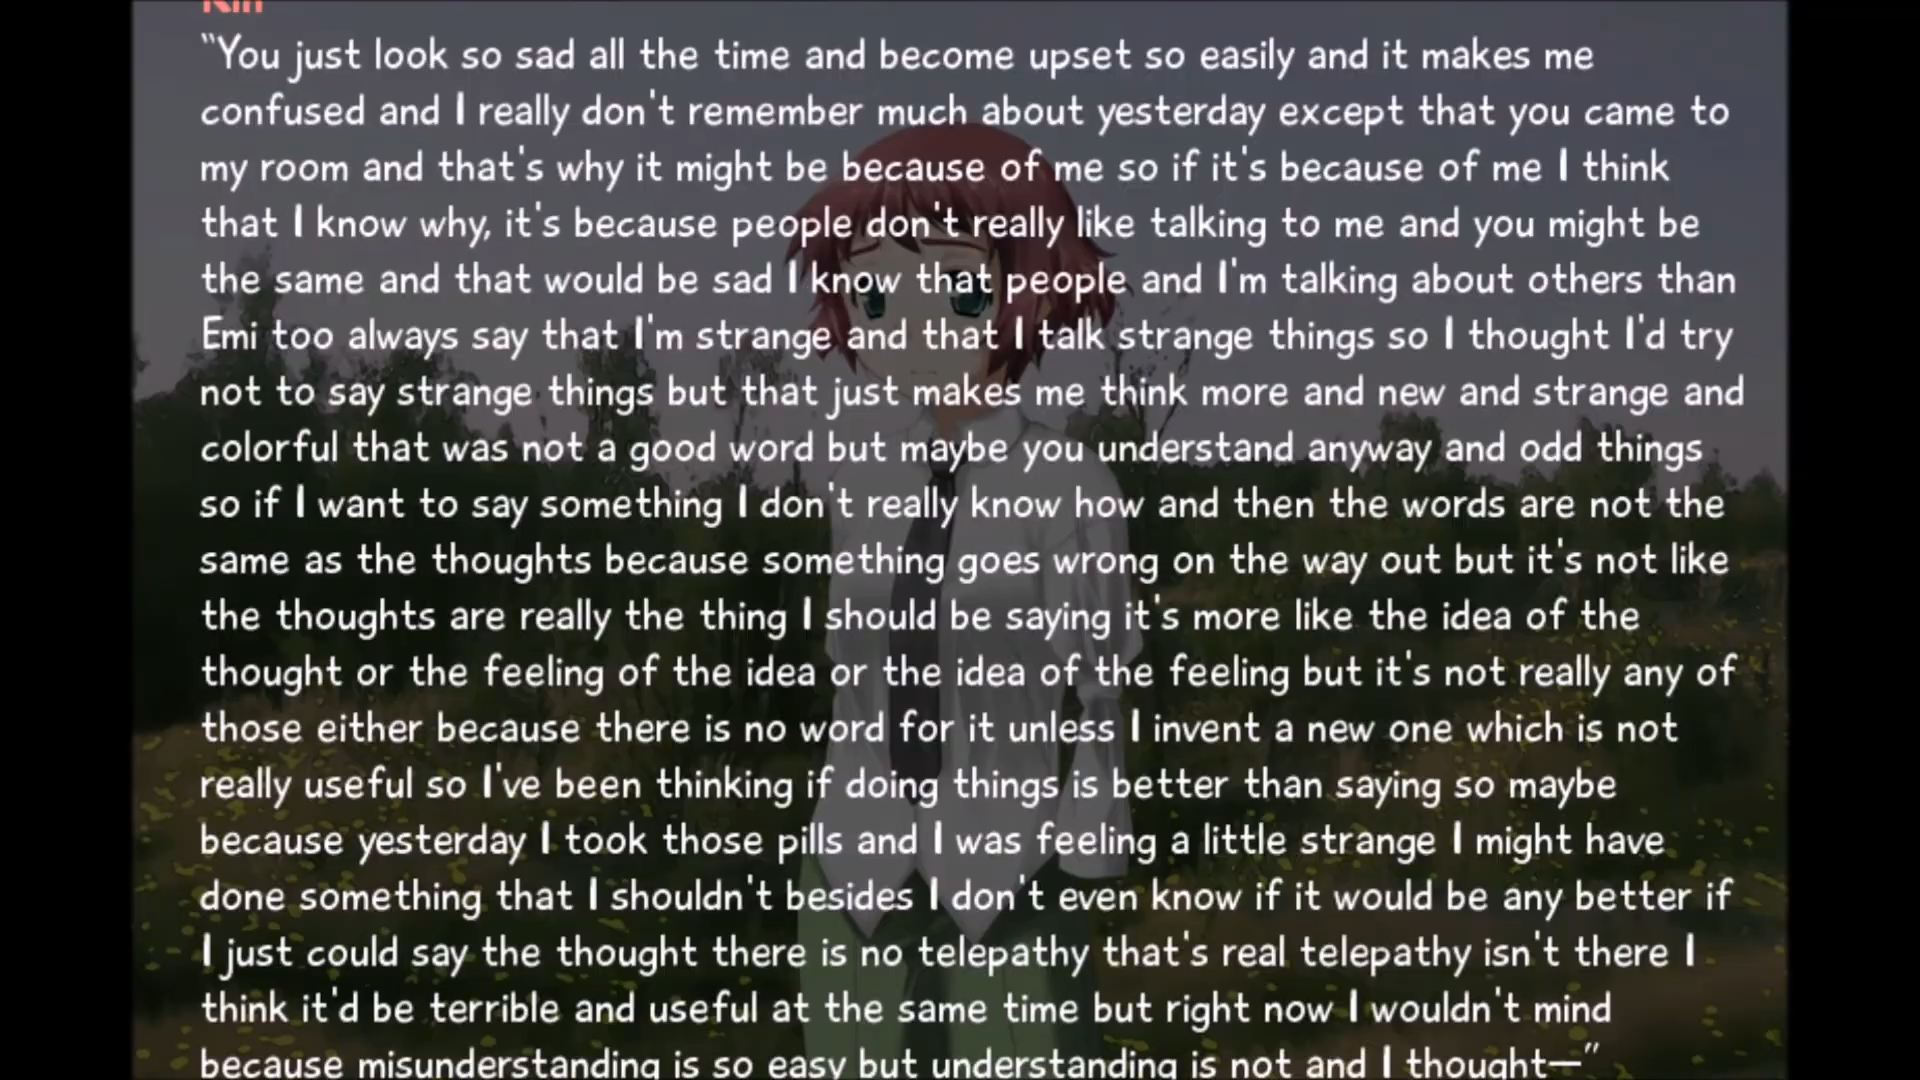 Rin
“You just look so sad all the time and become upset so easily and it makes me
confused and I really don't remember much about yesterday except that you came to
my room and that's why it might be because of me so if it's because of me I think
that I know why, it's because people don't really like talking to me and you might be
the same and that would be sad I know that people and I'm talking about others than
Emi too always say that I'm strange and that I talk strange things so I thought I'd try
not to say strange things but that just makes me think more and new and strange and
colorful that was not a good word but maybe you understand anyway and odd things
so if I want to say something I don't really know how and then the words are not the
same as the thoughts because something goes wrong on the way out but it's not like
the thoughts are really the thing I should be saying it's more like the idea of the
thought or the feeling of the idea or the idea of the feeling but it's not really any of
those either because there is no word for it unless I invent a new one which is not
really useful so I've been thinking if doing things is better than saying so maybe
because yesterday I took those pills and I was feeling a little strange I might have
done something that I shouldn't besides I don't even know if it would be any better if
I just could say the thought there is no telepathy that's real telepathy isn't there I
think it'd be terrible and useful at the same time but right now I wouldn't mind
because misunderstanding is so easy but understanding is not and I thought—”